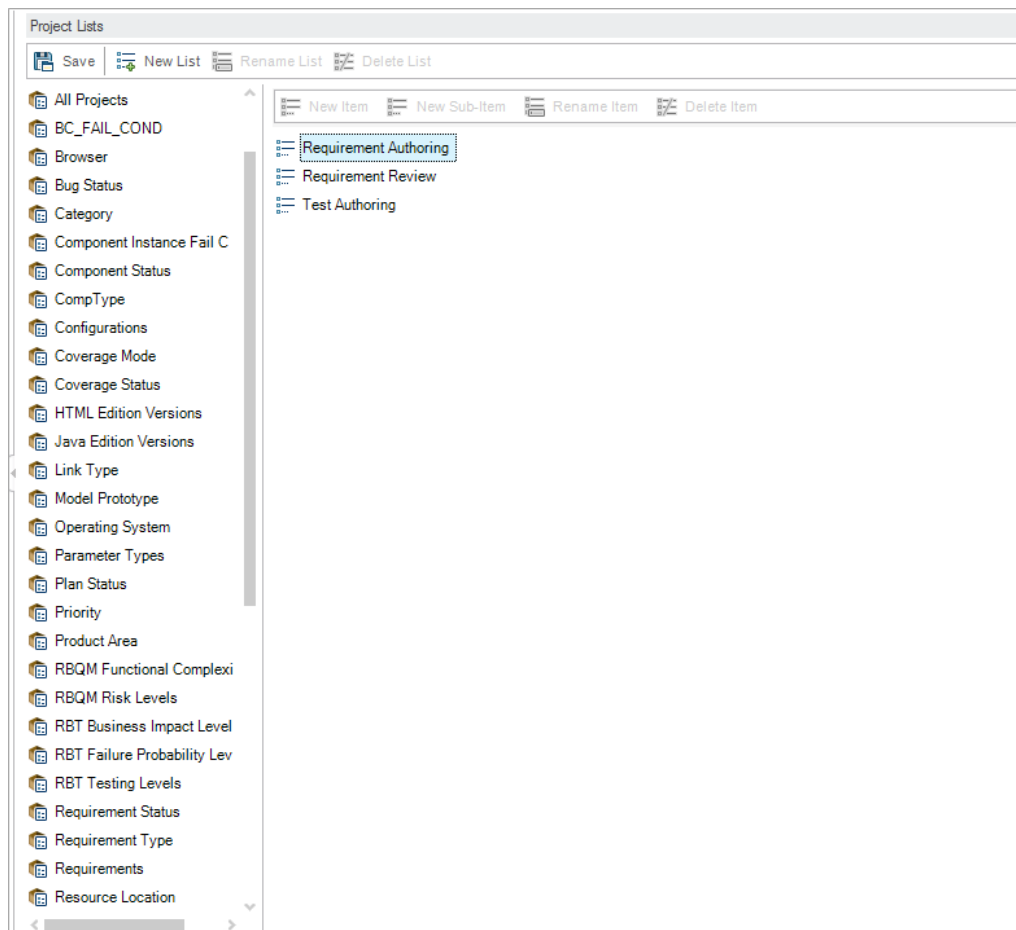 Project Lists
Save New List Rename List Delete List
All Projects
BC_FAIL_COND
Browser
Bug Status
Category
Component Instance Fail C
Component Status
CompType
Configurations
Coverage Mode
Coverage Status
HTML Edition Versions
Java Edition Versions
Link Type
Model Prototype
Operating System
Parameter Types
Plan Status
Priority
Product Area
RBQM Functional Complexi
RBQM Risk Levels
RBT Business Impact Level
RBT Failure Probability Lev
RBT Testing Levels
Requirement Status
Requirement Type
Requirements
Resource Location
New Item New Sub-Item Rename Item Delete Item
Requirement Authoring
Requirement Review
Test Authoring